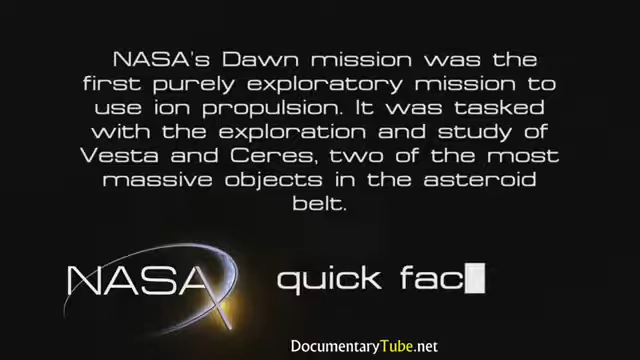 NASA's Dawn mission was the
first purely exploratory mission to
use ion propulsion. It was tasked
with the exploration and study of
Vesta and Ceres, two of the most
massive objects in the asteroid
belt.
NASA quick fac
DocumentaryTube.net